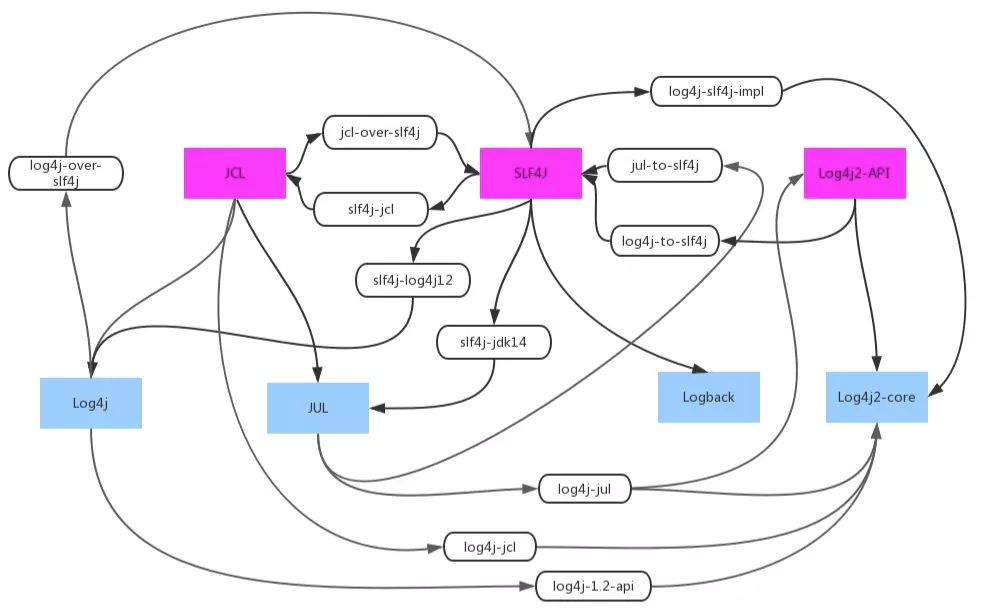 log4j-slf4j-impl
jcl-over-slf4j
log4j-over-
slf4j
JCL
SLF4J
jul-to-slf4j
Log4j2-API
slf4j-jcl
log4j-to-slf4j
slf4j-log4j12
slf4j-jdk14
Log4j
JUL
Logback
Log4j2-core
log4j-jul
log4j-jcl
log4j-1.2-api